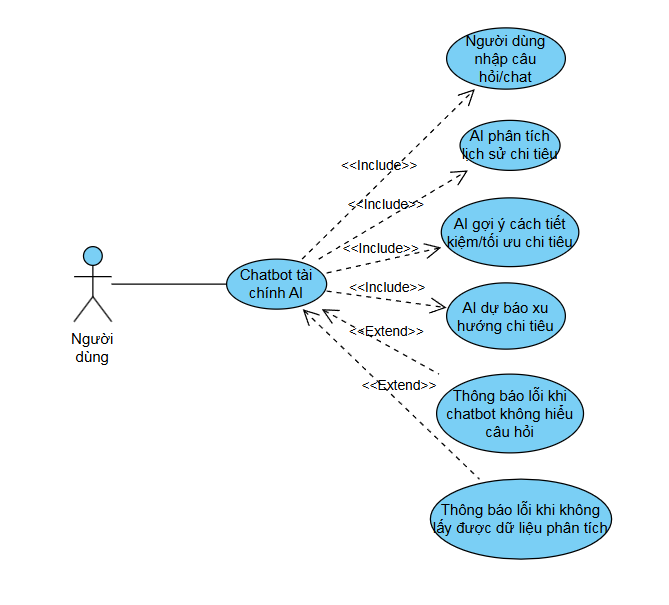 Người dùng
nhập câu
hỏi/chat
AI phân tích
lịch sử chi tiêu
<<Include>>
<<Include>>
AI gợi ý cách tiết
kiệm/tối ưu chi tiêu
<<Include>>
Chatbot tài
chính AI
<<Include>>
AI dự báo xu
hướng chi tiêu
<<Extend>>
Người
dùng
<<Extend>>
Thông báo lỗi khi
chatbot không hiểu
câu hỏi
Thông báo lỗi khi không
lấy được dữ liệu phân tích